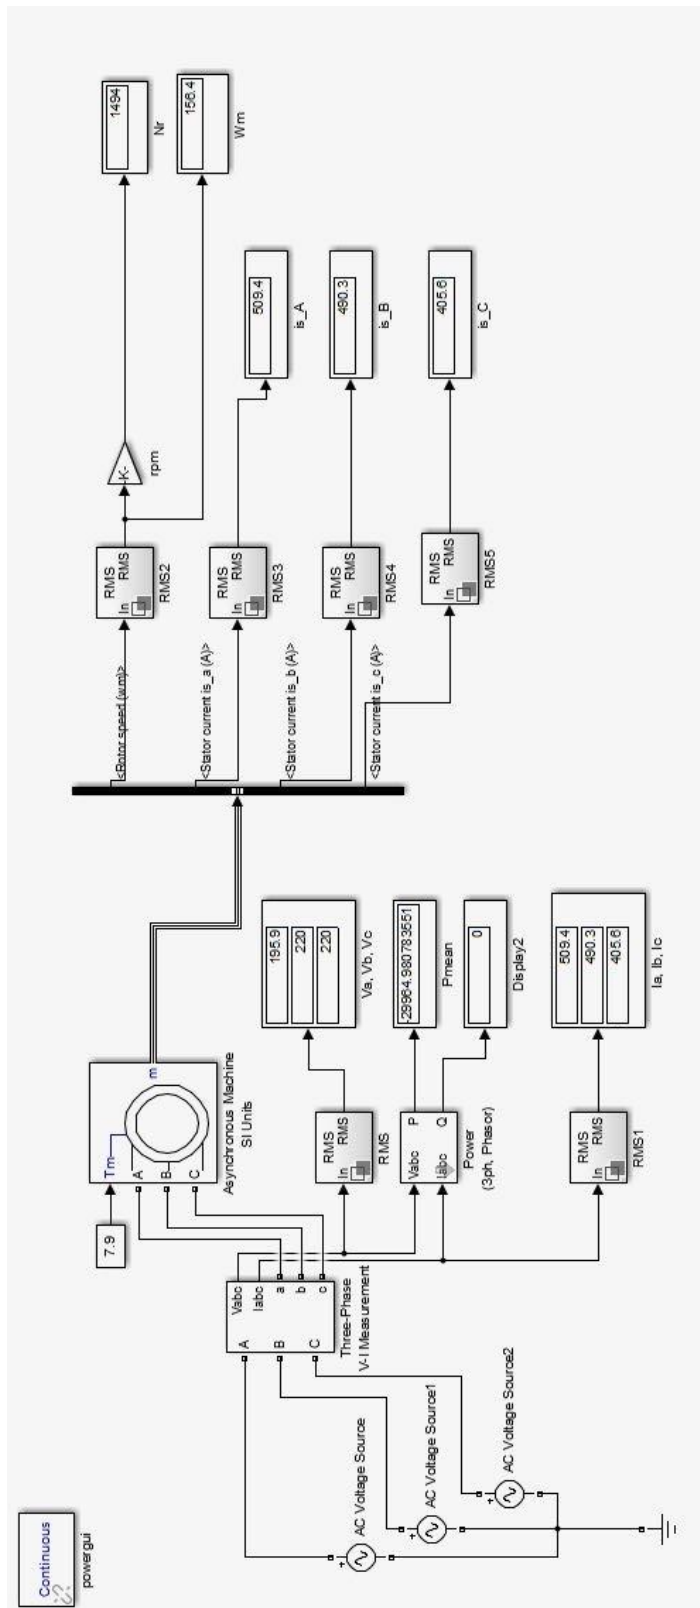 Continuous
powergui
AC Voltage Source
AC Voltage Source1
AC Voltage Source2
A
B
C
Vabc
Iabc
a
b
c
Three-Phase
V-I Measurement
7.9
Tm
A
B
C
m
Asynchronous Machine
SI Units
RMS
In
RMS
RMS
195.9
220
220
Va, Vb, Vc
Vabc
Iabc
P
Q
Power
(3ph, Phasor)
-29964.980783551
Pmean
0
Display2
RMS
In
RMS
RMS1
509.4
490.3
405.6
Ia, Ib, Ic
<Rotor speed (wm)>
<Stator current is_a (A)>
<Stator current is_b (A)>
<Stator current is_c (A)>
RMS
In
RMS
RMS2
-K-
rpm
1494
Nr
156.4
Wm
RMS
In
RMS
RMS3
509.4
is_A
RMS
In
RMS
RMS4
490.3
is_B
RMS
In
RMS
RMS5
405.6
is_C